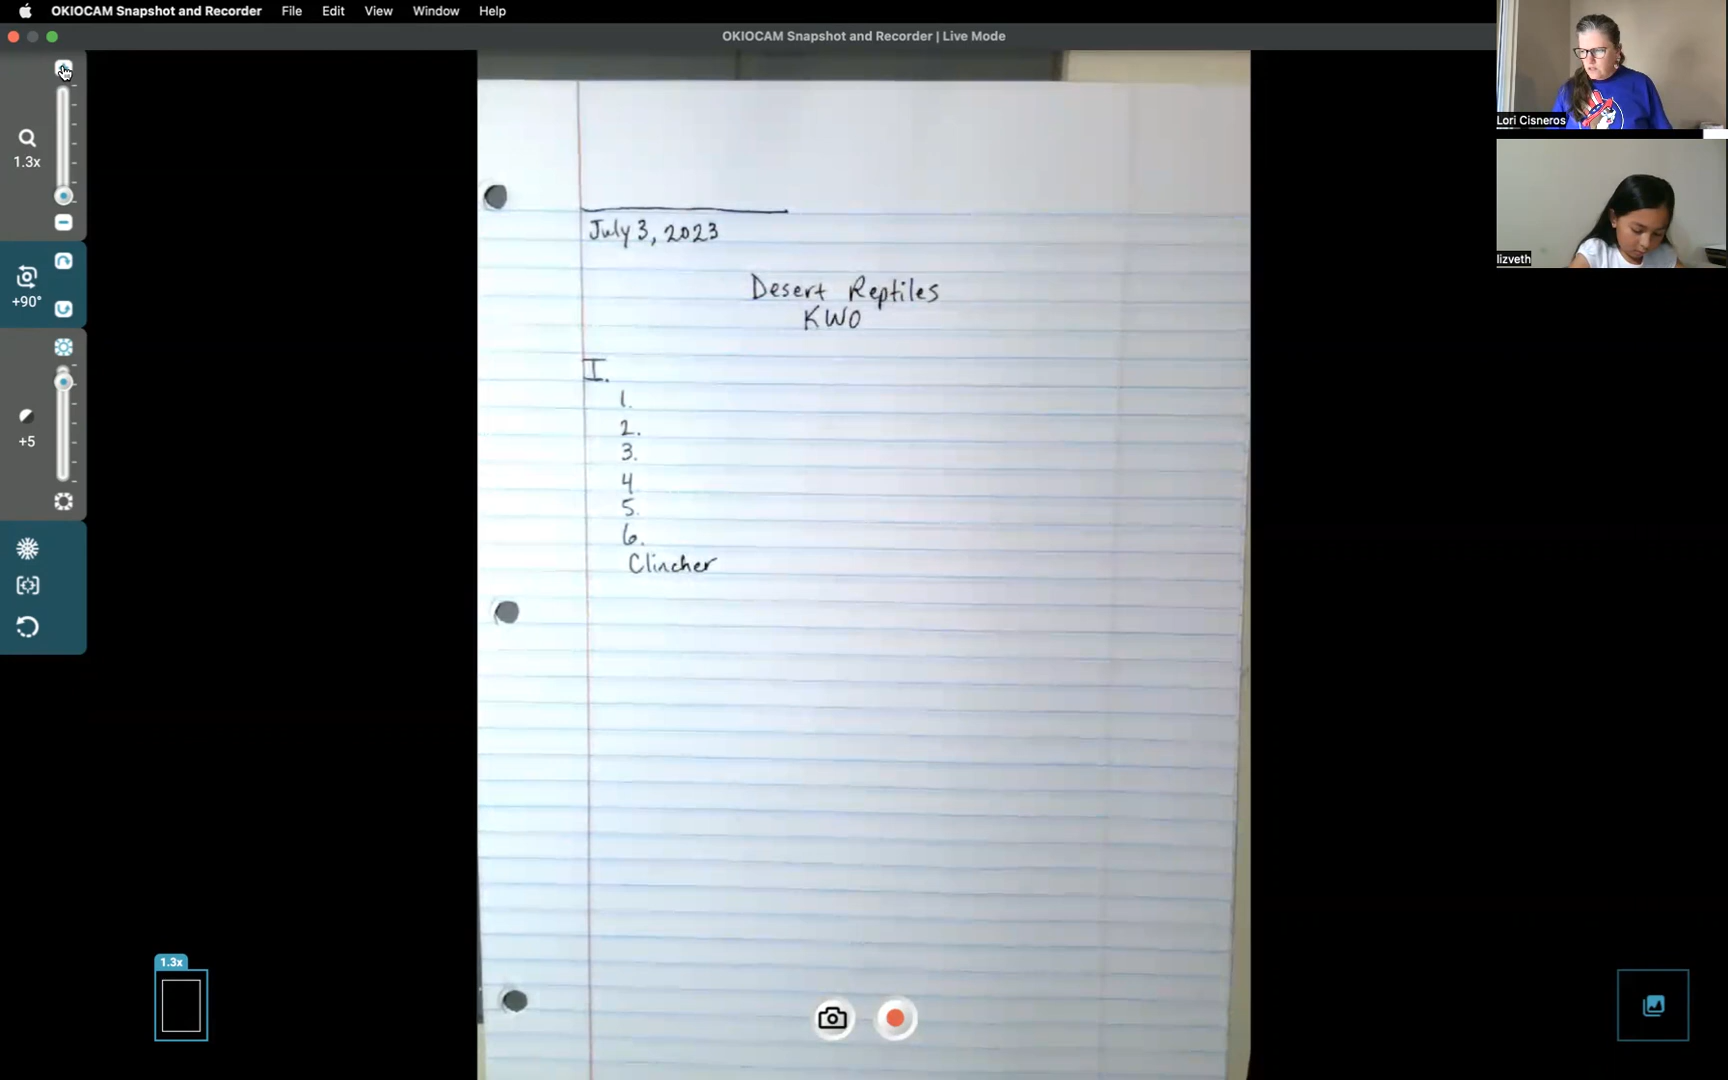 OKIOCAM Snapshot and Recorder File Edit View Window Help
OKIOCAM Snapshot and Recorder | Live Mode
Lori Cisneros
1.3x
July 3, 2023
lizveth
Desert Reptiles
+90°
KWO
I.
1.
2.
+5
3.
4
5.
6.
Clincher
1.3x